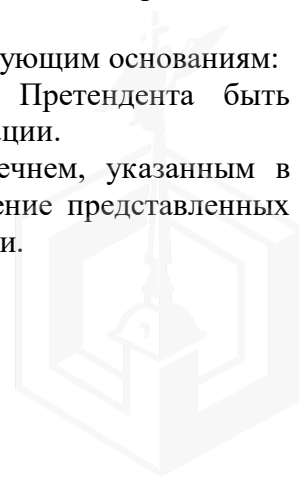 ующим основаниям:
Претендента быть
ации.
ечнем, указанным в
ение представленных
и.